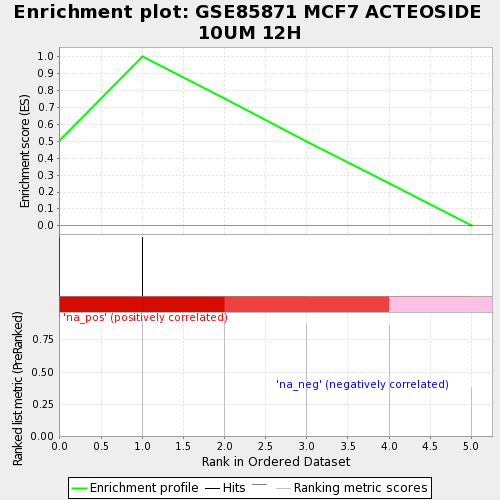 Enrichment plot: GSE85871 MCF7 ACTEOSIDE
10UM 12H
Enrichment score (ES)
1.0
0.9
0.8
0.7
0.6
0.5
0.4
0.3
0.2
0.1
0.0
'na_pos' (positively correlated)
Ranked list metric (PreRanked)
0.75
0.50
0.25
0.00
'na_neg' (negatively correlated)
0.0 0.5 1.0 1.5 2.0 2.5 3.0 3.5 4.0 4.5 5.0
Rank in Ordered Dataset
Enrichment profile Hits Ranking metric scores